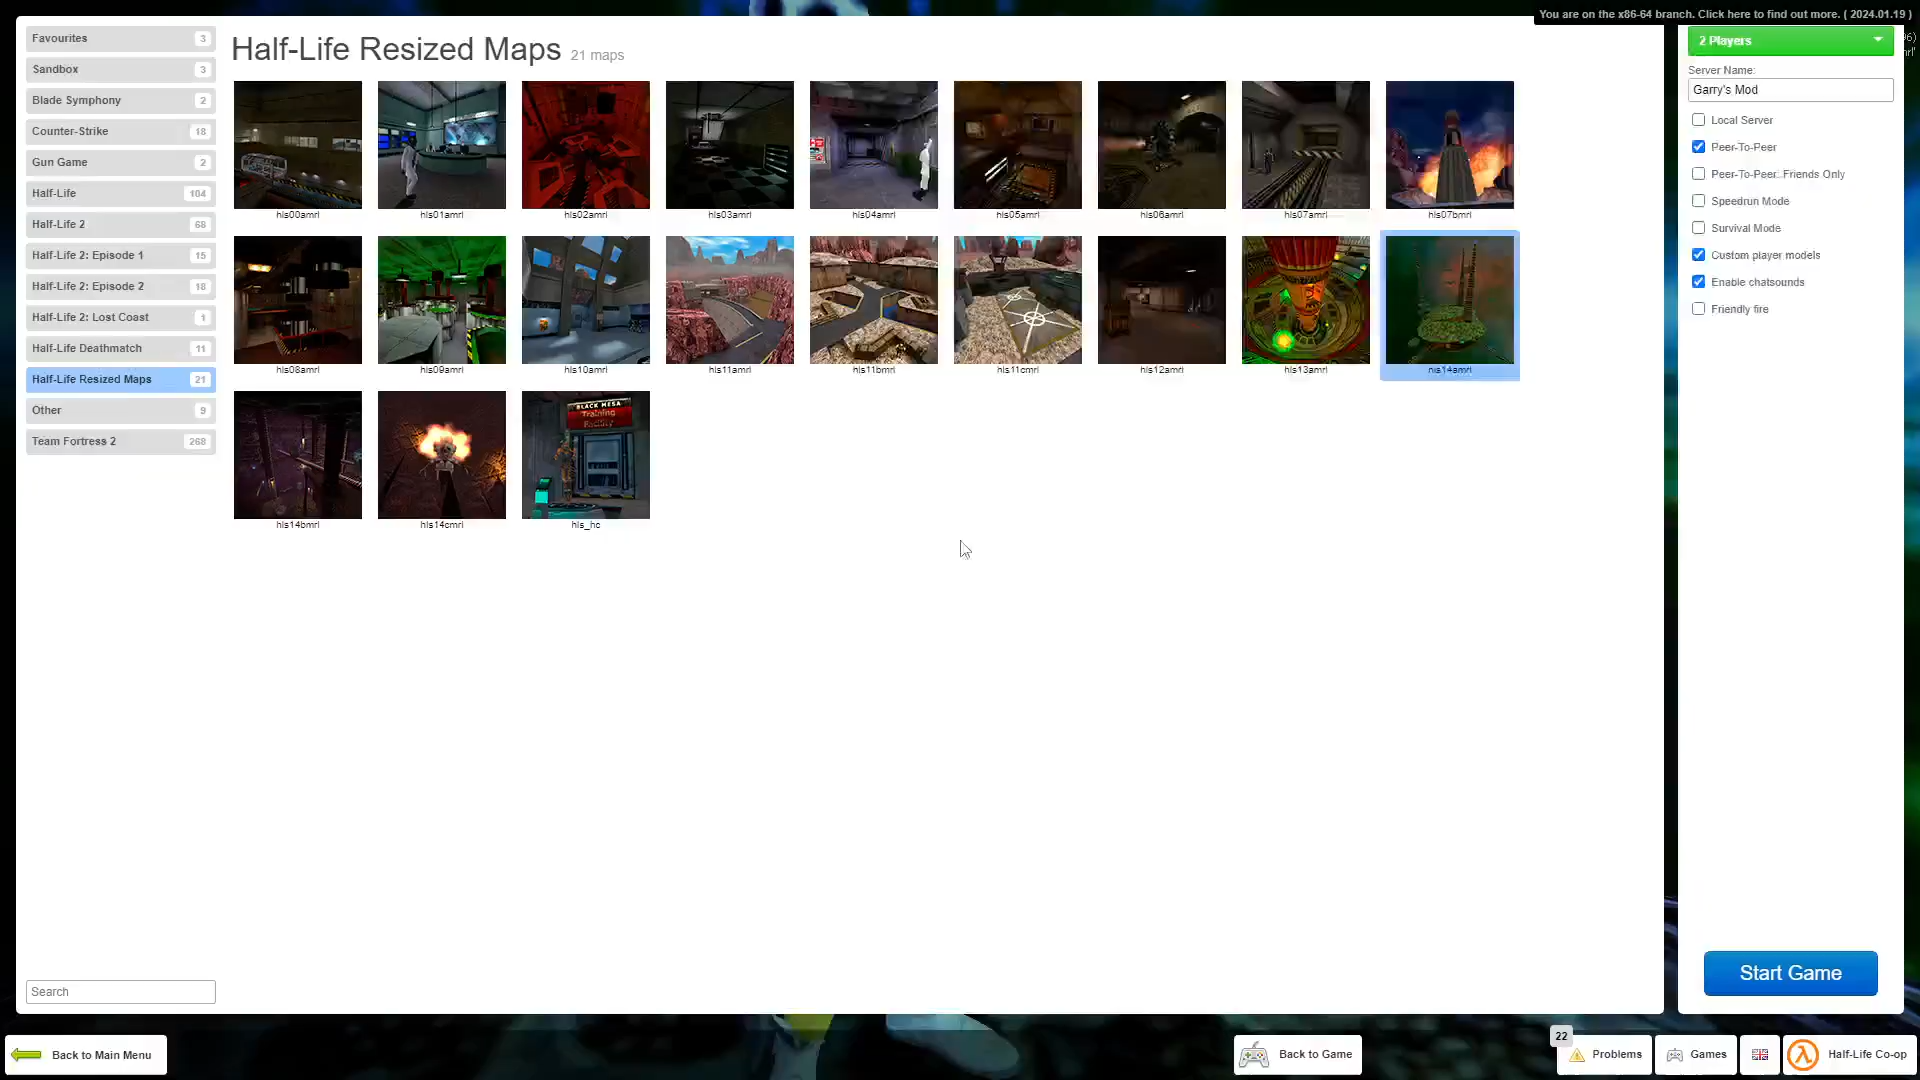 You are on the x86-64 branch. Click here to find out more. ( 2024.01.19 )
Favourites 3
Sandbox 3
Blade Symphony 2
Counter-Strike 18
Gun Game 2
Half-Life 104
Half-Life 2 68
Half-Life 2: Episode 1 15
Half-Life 2: Episode 2 18
Half-Life 2: Lost Coast 1
Half-Life Deathmatch 11
Half-Life Resized Maps 21
Other 9
Team Fortress 2 268
Search
Half-Life Resized Maps 21 maps
hls00amrl hls01amrl hls02amrl hls03amrl hls04amrl hls05amrl hls06amrl hls07amrl hls07bmrl
hls08amrl hls09amrl hls10amrl hls11amrl hls11bmrl hls11cmrl hls12amrl hls13amrl hls14amrl
BLACK MESA
Training
Facility
hls14bmrl hls14cmrl hls_hc
2 Players
Server Name:
Garry's Mod
Local Server
Peer-To-Peer
Peer-To-Peer: Friends Only
Speedrun Mode
Survival Mode
Custom player models
Enable chatsounds
Friendly fire
Start Game
Back to Main Menu
Back to Game
22
Problems
Games
Half-Life Co-op